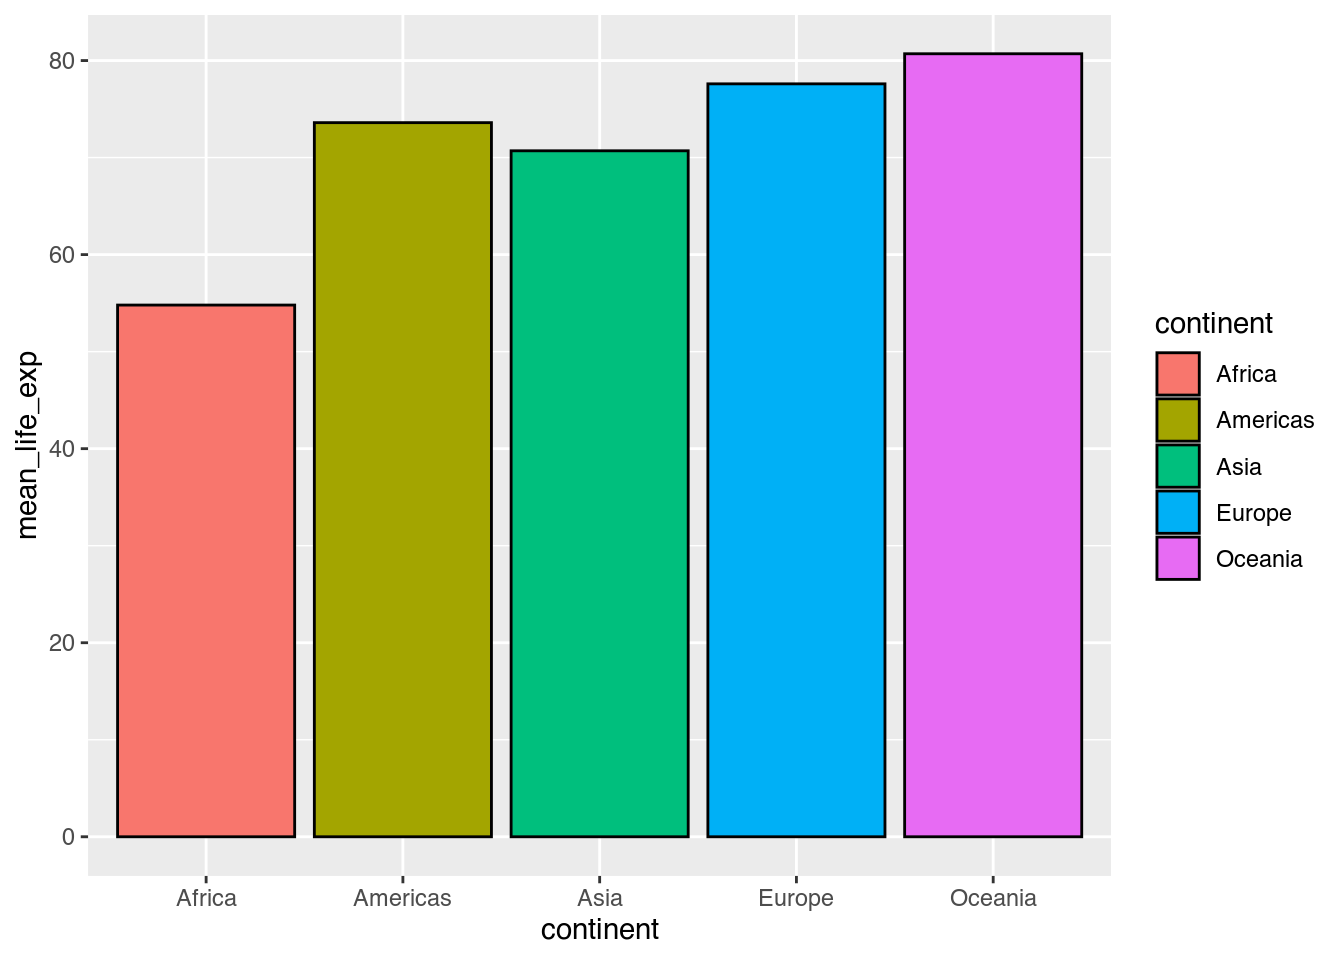 80
60
40
20
0
mean_life_exp
Africa
Americas
Asia
Europe
Oceania
continent
continent
Africa
Americas
Asia
Europe
Oceania